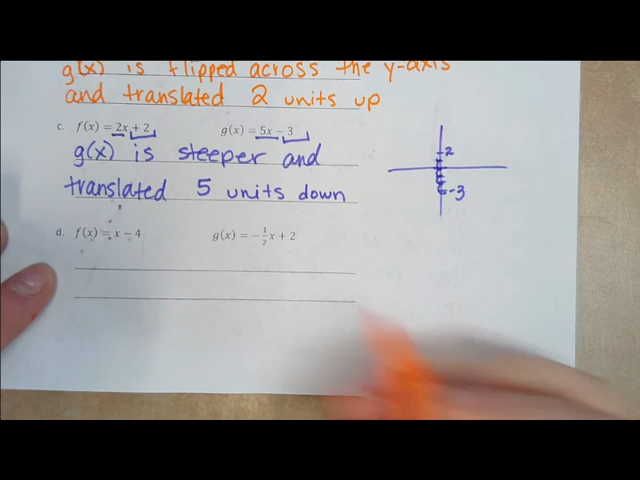 g(x) is flipped across the y-axis
and translated 2 units up
c. f(x) = 2x + 2 g(x) = 5x − 3
g(x) is steeper and
translated 5 units down
2
-3
d. f(x) = x − 4 g(x) = −1/2x + 2